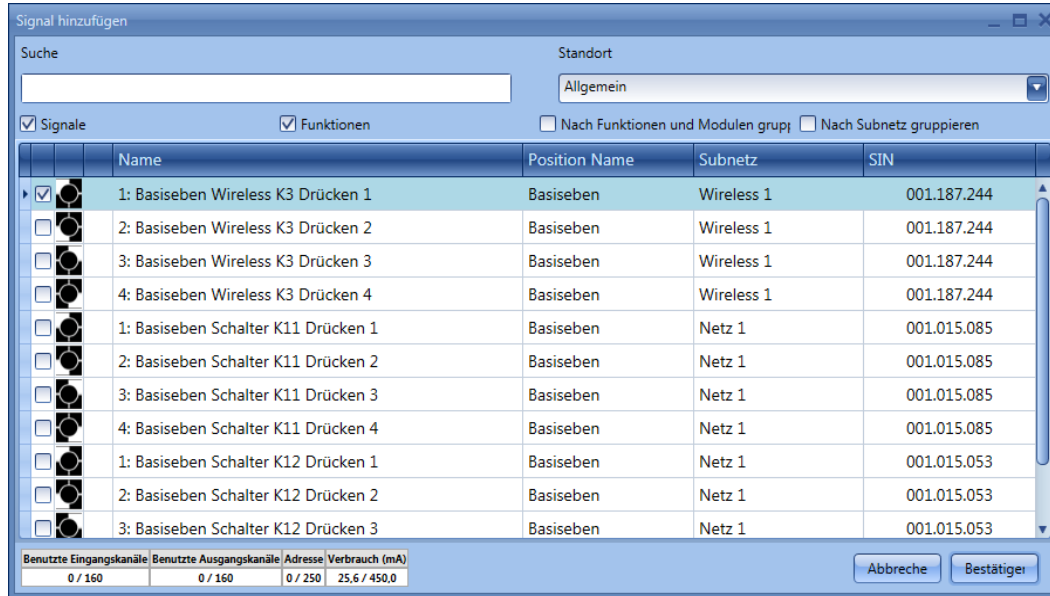 Signal hinzufügen
Suche Standort
Allgemein
Signale Funktionen Nach Funktionen und Modulen grupp Nach Subnetz gruppieren
Name Position Name Subnetz SIN
1: Basiseben Wireless K3 Drücken 1 Basiseben Wireless 1 001.187.244
2: Basiseben Wireless K3 Drücken 2 Basiseben Wireless 1 001.187.244
3: Basiseben Wireless K3 Drücken 3 Basiseben Wireless 1 001.187.244
4: Basiseben Wireless K3 Drücken 4 Basiseben Wireless 1 001.187.244
1: Basiseben Schalter K11 Drücken 1 Basiseben Netz 1 001.015.085
2: Basiseben Schalter K11 Drücken 2 Basiseben Netz 1 001.015.085
3: Basiseben Schalter K11 Drücken 3 Basiseben Netz 1 001.015.085
4: Basiseben Schalter K11 Drücken 4 Basiseben Netz 1 001.015.085
1: Basiseben Schalter K12 Drücken 1 Basiseben Netz 1 001.015.053
2: Basiseben Schalter K12 Drücken 2 Basiseben Netz 1 001.015.053
3: Basiseben Schalter K12 Drücken 3 Basiseben Netz 1 001.015.053
Benutzte Eingangskanäle Benutzte Ausgangskanäle Adresse Verbrauch (mA)
0 / 160 0 / 160 0 / 250 25,6 / 450,0
Abbreche Bestätiger